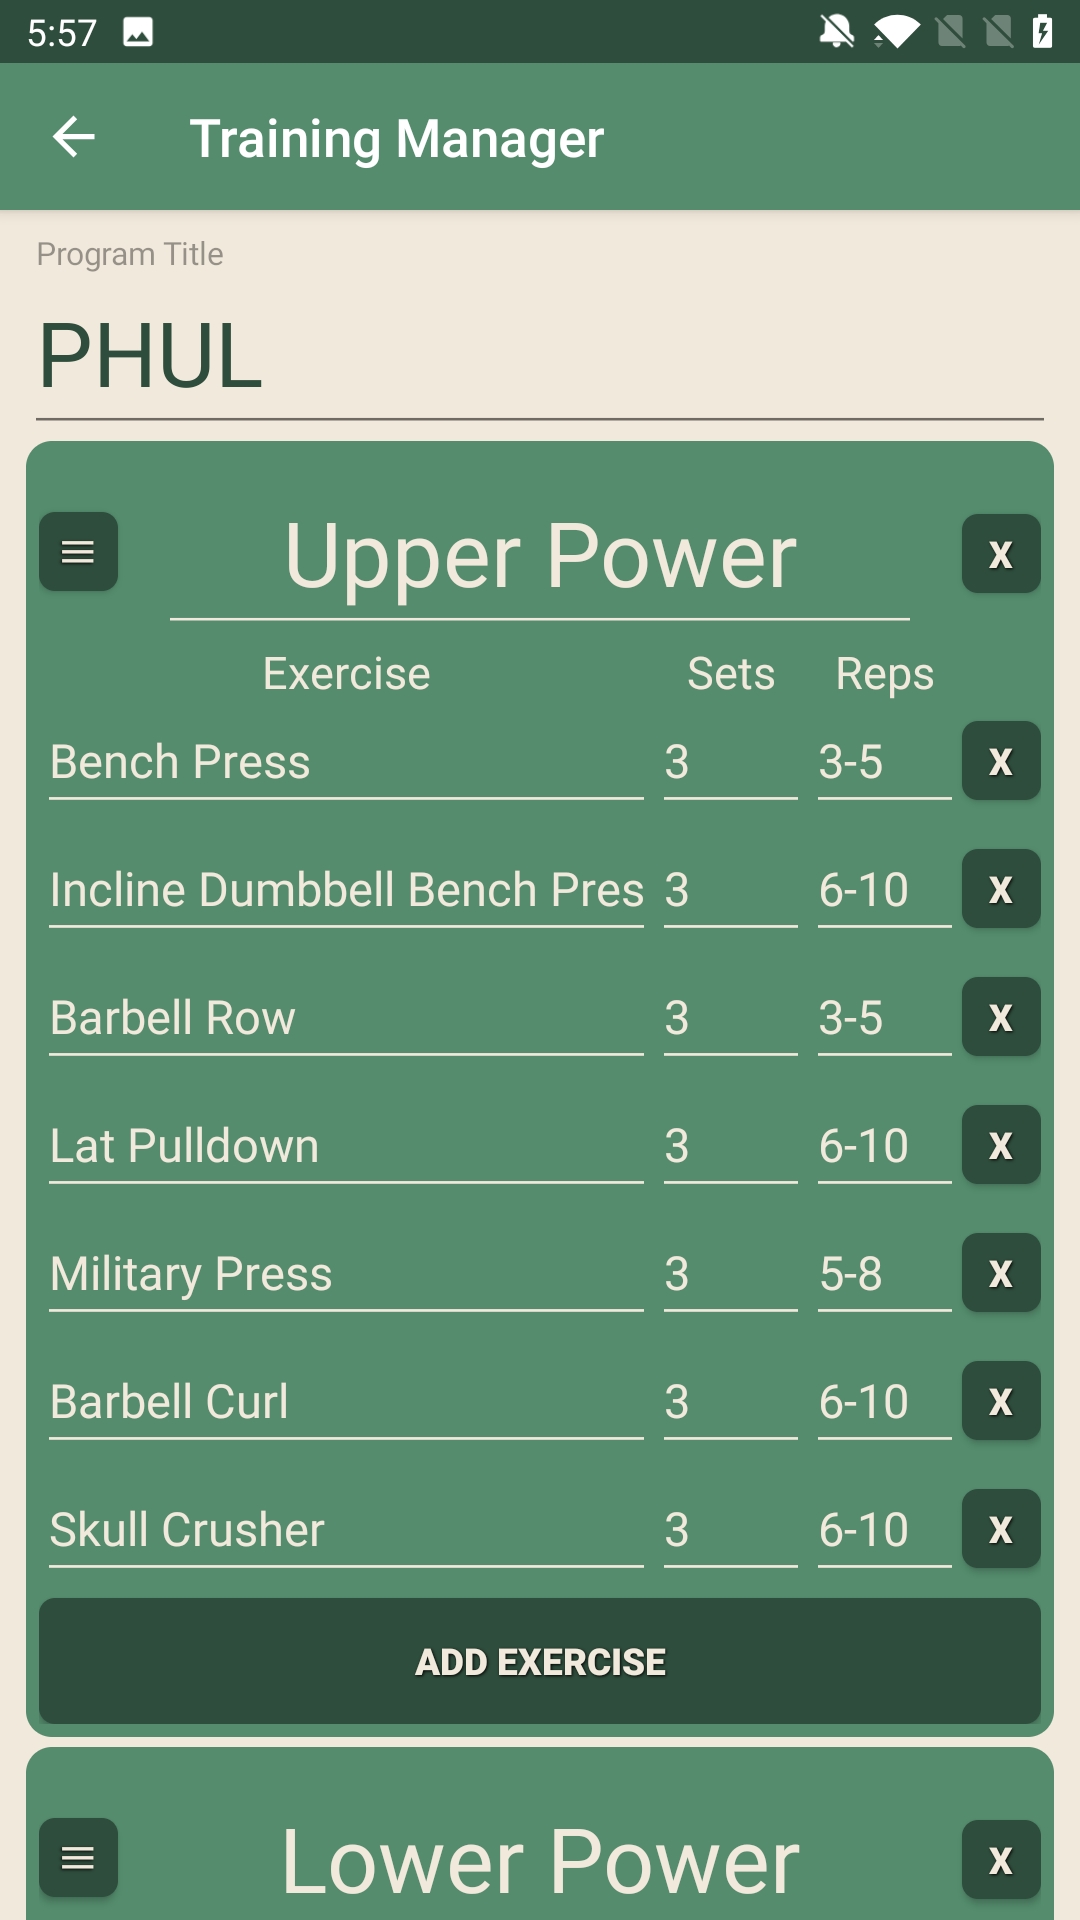 5:57
Training Manager
Program Title
PHUL
Upper Power
X
Exercise Sets Reps
Bench Press 3 3-5 X
Incline Dumbbell Bench Pres 3 6-10 X
Barbell Row 3 3-5 X
Lat Pulldown 3 6-10 X
Military Press 3 5-8 X
Barbell Curl 3 6-10 X
Skull Crusher 3 6-10 X
ADD EXERCISE
Lower Power
X